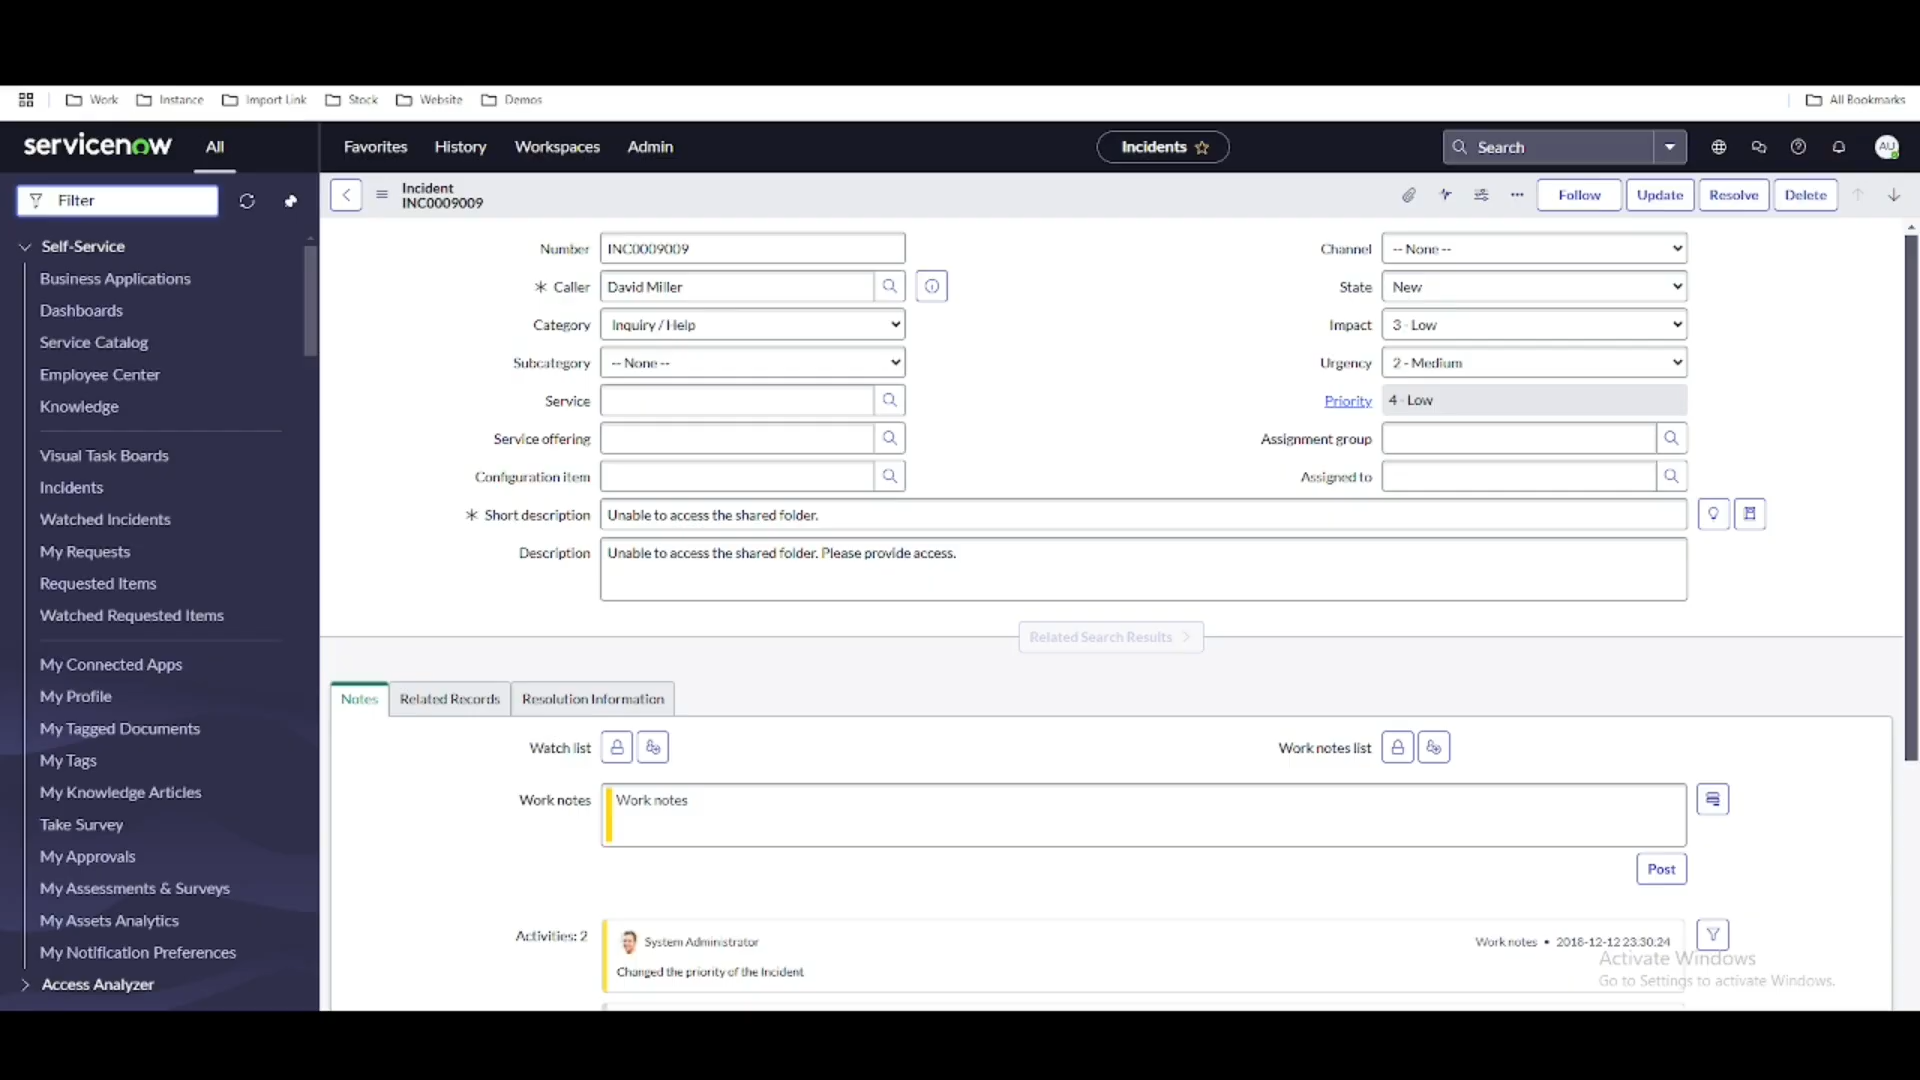 Work Instance Import Link Stock Website Demos All Bookmarks
servicenow All Favorites History Workspaces Admin Incidents Search AU
Filter
Incident
INC0009009
Follow Update Resolve Delete
Self-Service
Business Applications
Dashboards
Service Catalog
Employee Center
Knowledge
Visual Task Boards
Incidents
Watched Incidents
My Requests
Requested Items
Watched Requested Items
My Connected Apps
My Profile
My Tagged Documents
My Tags
My Knowledge Articles
Take Survey
My Approvals
My Assessments & Surveys
My Assets Analytics
My Notification Preferences
Access Analyzer
Number INC0009009 Channel -- None --
* Caller David Miller State New
Category Inquiry / Help Impact 3 - Low
Subcategory -- None -- Urgency 2 - Medium
Service Priority 4 - Low
Service offering Assignment group
Configuration item Assigned to
* Short description Unable to access the shared folder.
Description Unable to access the shared folder. Please provide access.
Related Search Results
Notes Related Records Resolution Information
Watch list Work notes list
Work notes Work notes
Post
Activities: 2 System Administrator Work notes • 2018-12-12 23:30:24
Changed the priority of the Incident
Activate Windows
Go to Settings to activate Windows.